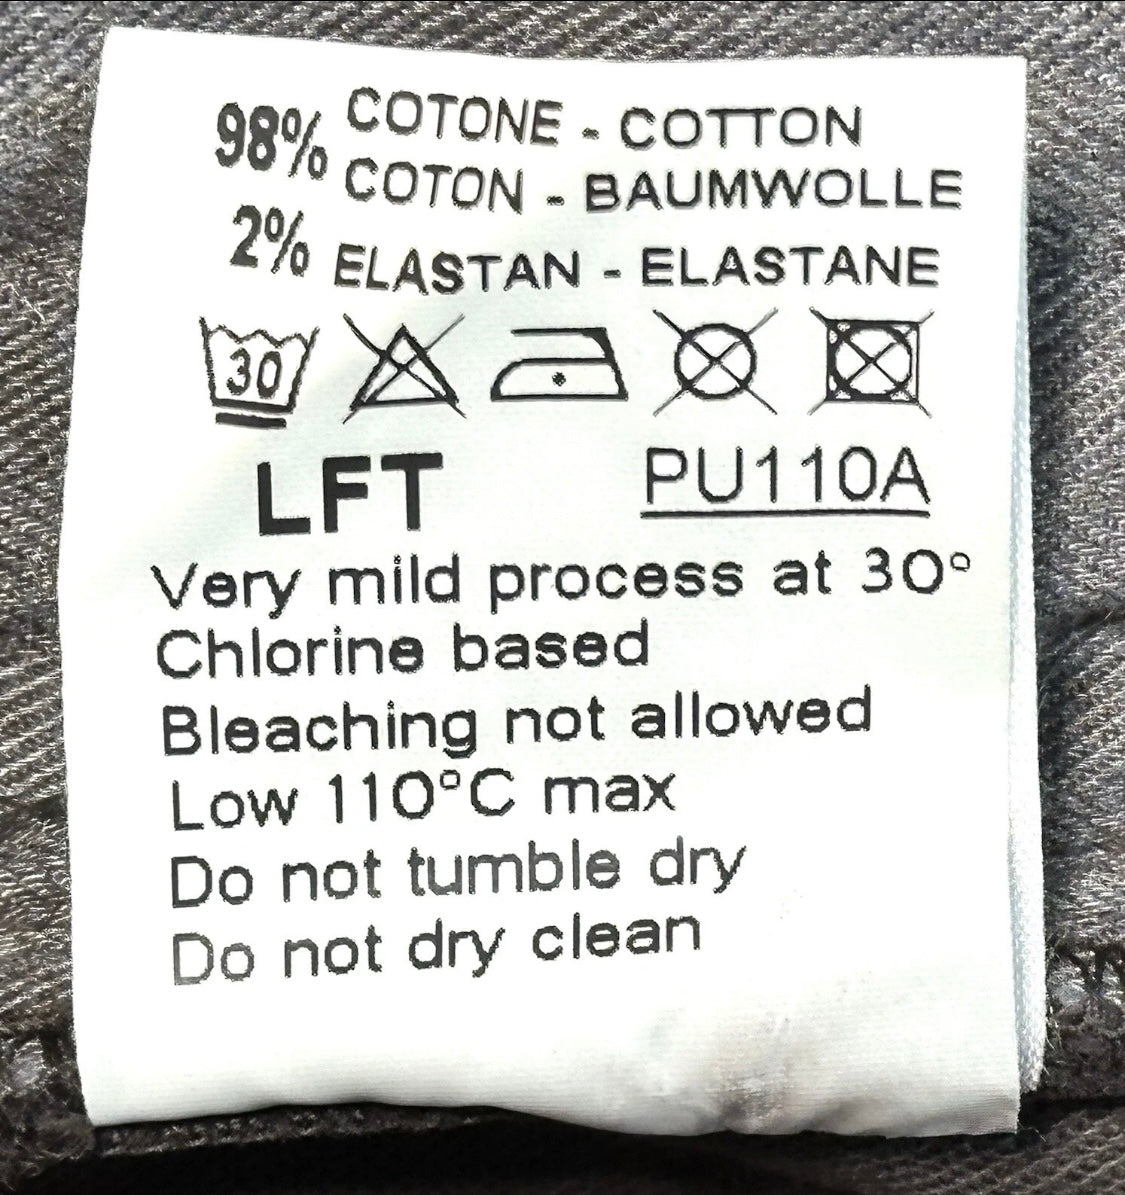 98% COTONE - COTTON
COTON - BAUMWOLLE
2% ELASTAN - ELASTANE
30
LFT PU110A
Very mild process at 30°
Chlorine based
Bleaching not allowed
Low 110°C max
Do not tumble dry
Do not dry clean